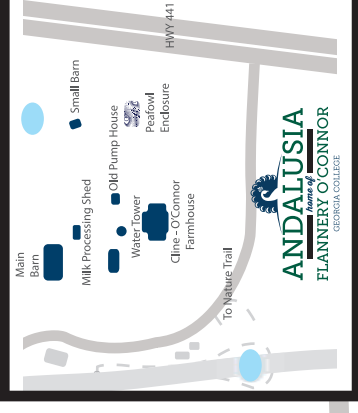 HWY 441
Small Barn
Peafowl
Enclosure
Old Pump House
Milk Processing Shed
Water Tower
Cline – O'Connor
Farmhouse
Main
Barn
To Nature Trail
ANDALUSIA
home of
FLANNERY O'CONNOR
GEORGIA COLLEGE